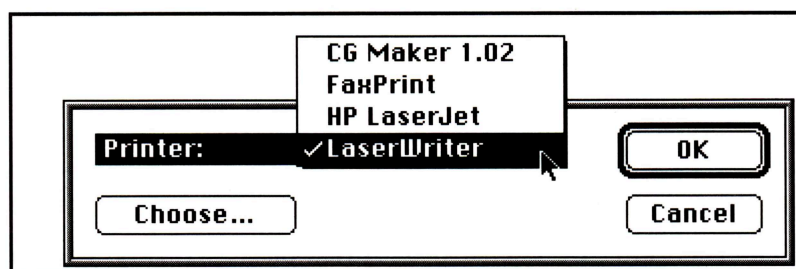 CG Maker 1.02
FaxPrint
HP LaserJet
Printer: ✓LaserWriter OK
Choose... Cancel